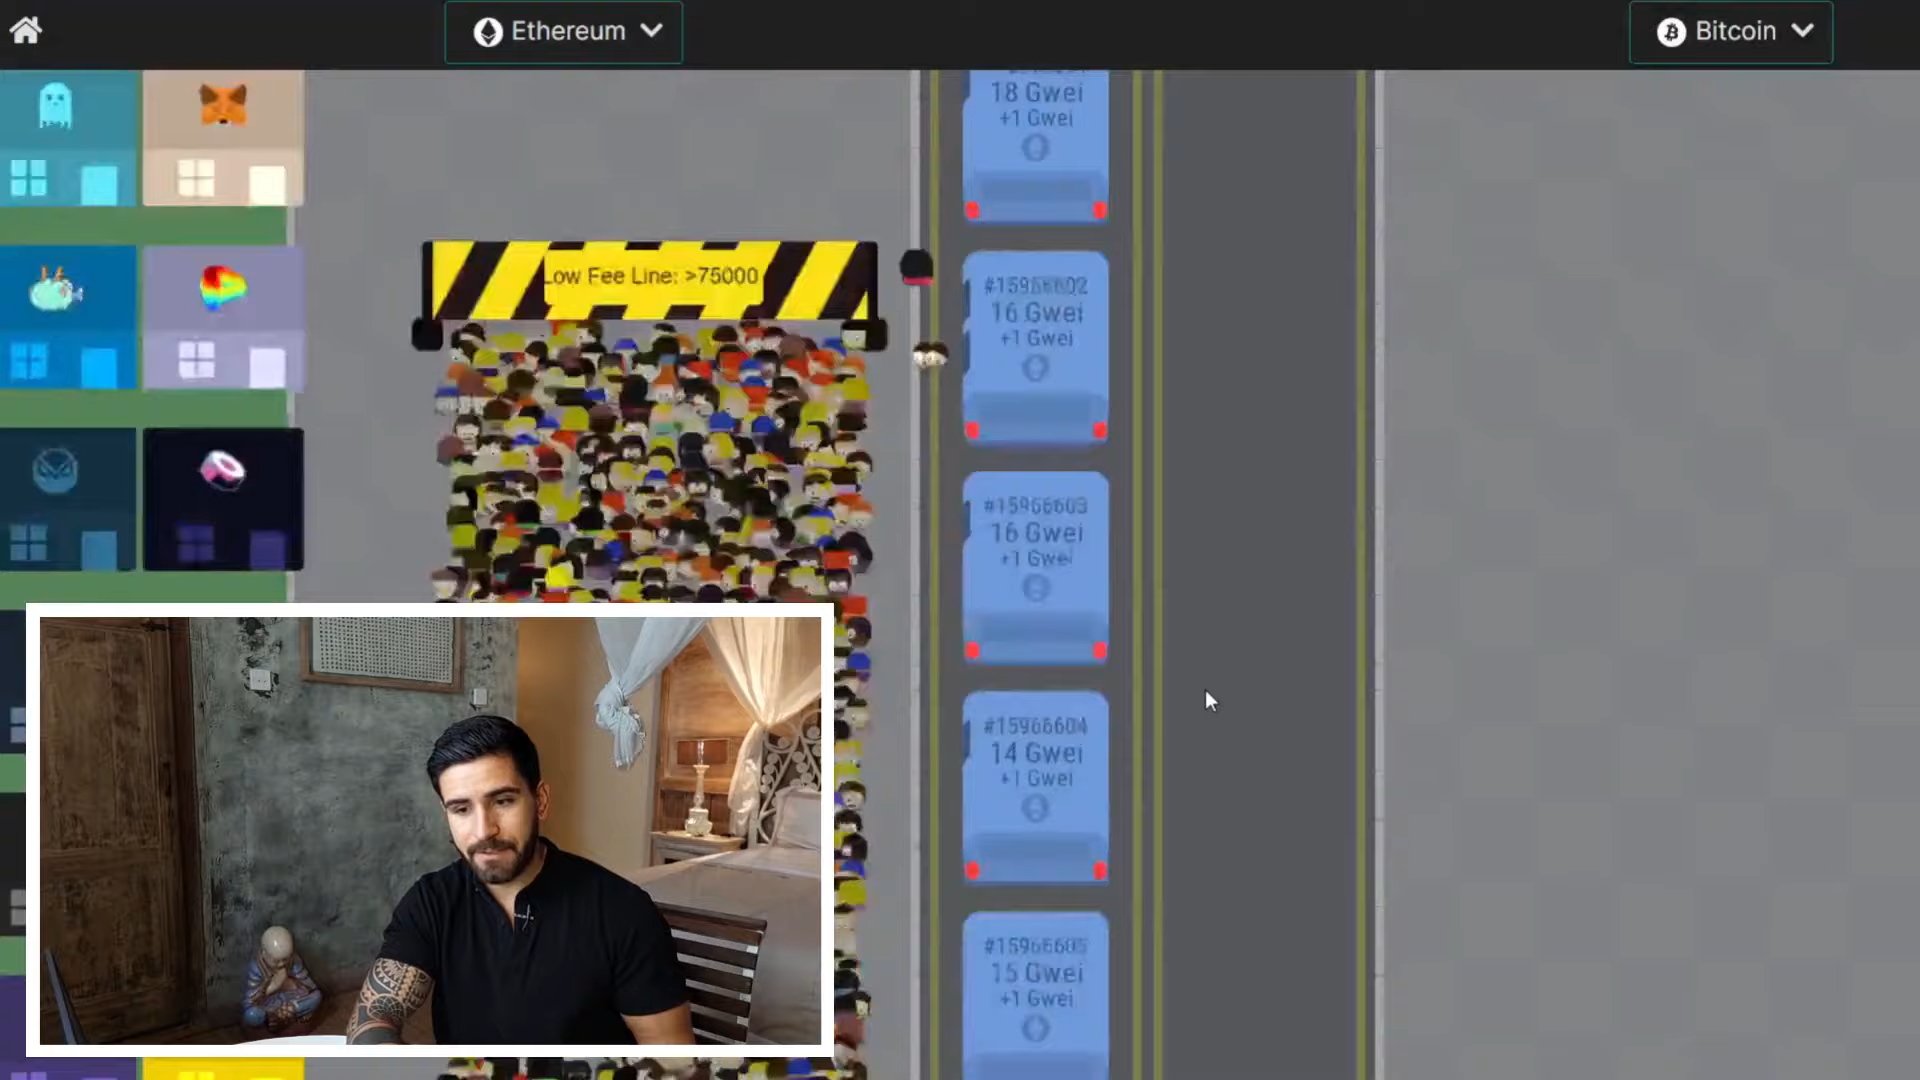 Ethereum
Bitcoin
18 Gwei
+1 Gwei
Low Fee Line: >75000
#15966602
16 Gwei
+1 Gwei
#15966603
16 Gwei
+1 Gwei
#15966604
14 Gwei
+1 Gwei
#15966605
15 Gwei
+1 Gwei